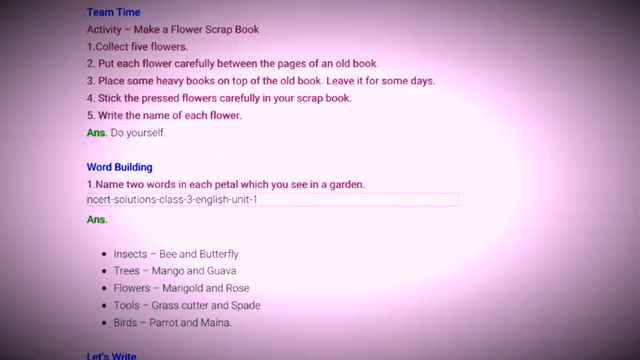 Team Time
Activity – Make a Flower Scrap Book
1.Collect five flowers.
2. Put each flower carefully between the pages of an old book.
3. Place some heavy books on top of the old book. Leave it for some days.
4. Stick the pressed flowers carefully in your scrap book.
5. Write the name of each flower.
Ans. Do yourself.
Word Building
1.Name two words in each petal which you see in a garden.
ncert-solutions-class-3-english-unit-1
Ans.
• Insects – Bee and Butterfly
• Trees – Mango and Guava
• Flowers – Marigold and Rose
• Tools – Grass cutter and Spade
• Birds – Parrot and Maina.
Let's Write